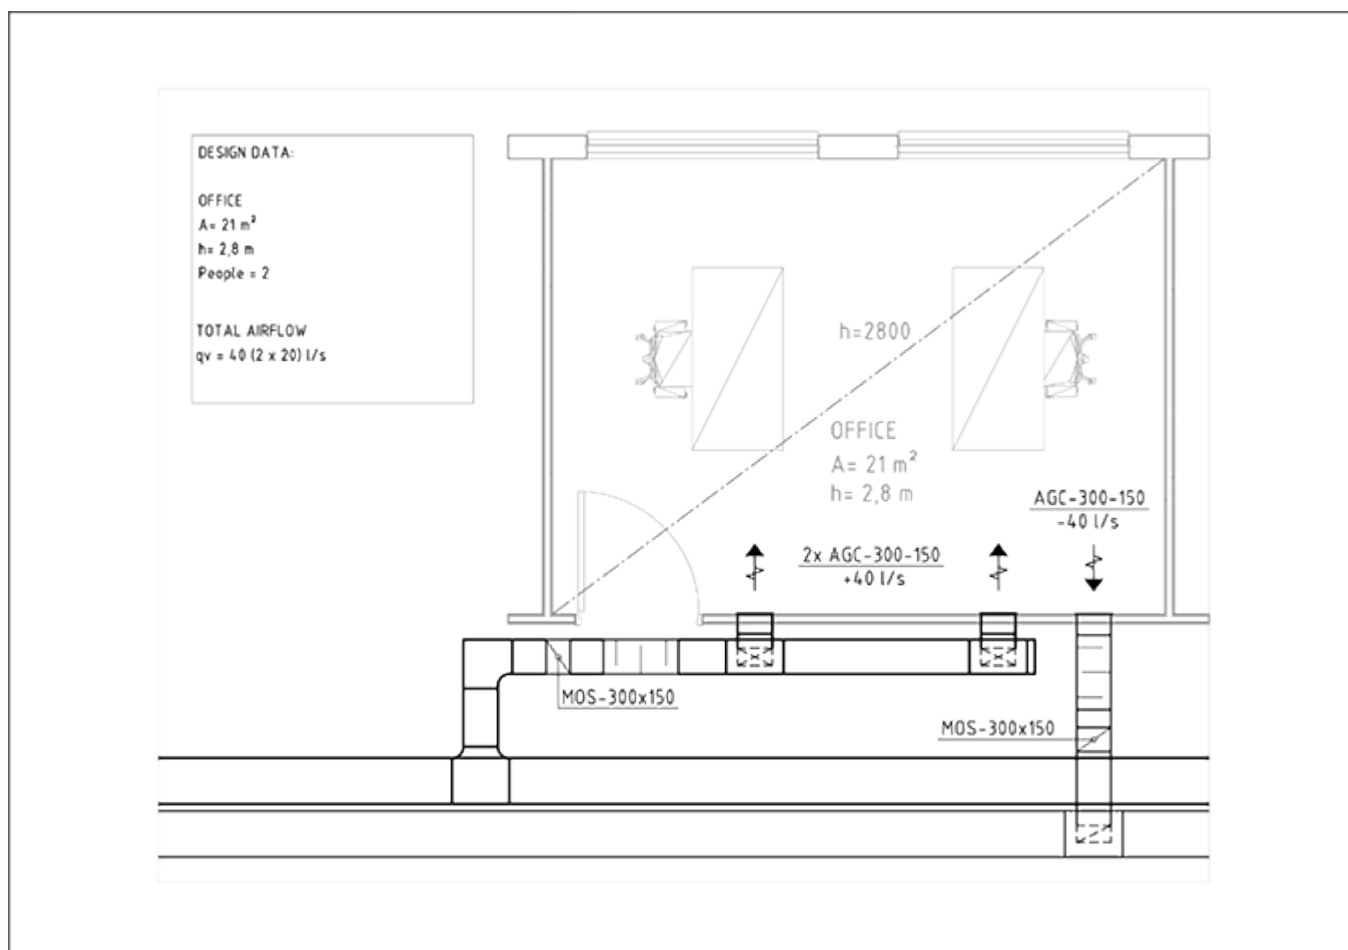 DESIGN DATA:
OFFICE
A= 21 m²
h= 2,8 m
People = 2
TOTAL AIRFLOW
qv = 40 (2 x 20) l/s
h=2800
OFFICE
A= 21 m²
h= 2,8 m
AGC-300-150
-40 l/s
2x AGC-300-150
+40 l/s
MOS-300x150
MOS-300x150